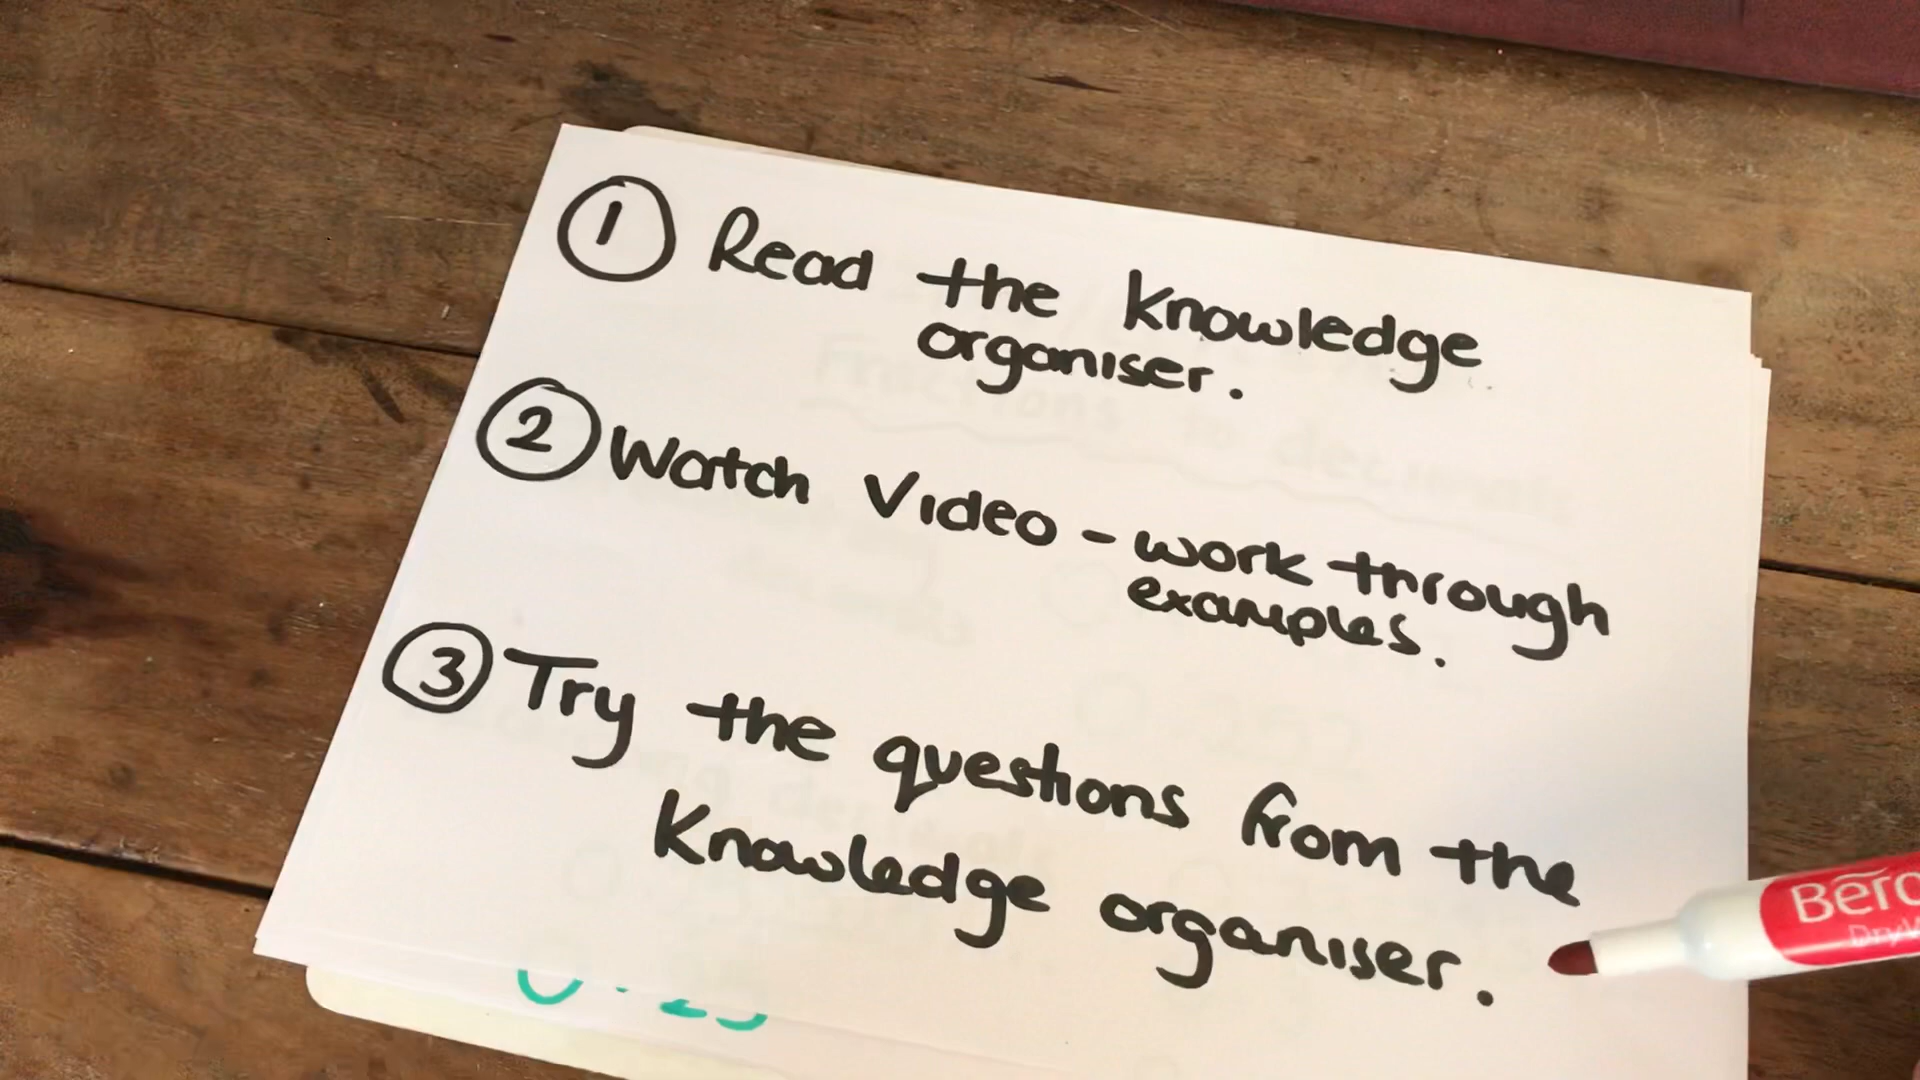 1 Read the Knowledge
organiser.
2 Watch Video - work through
examples.
3 Try the questions from the
Knowledge organiser.